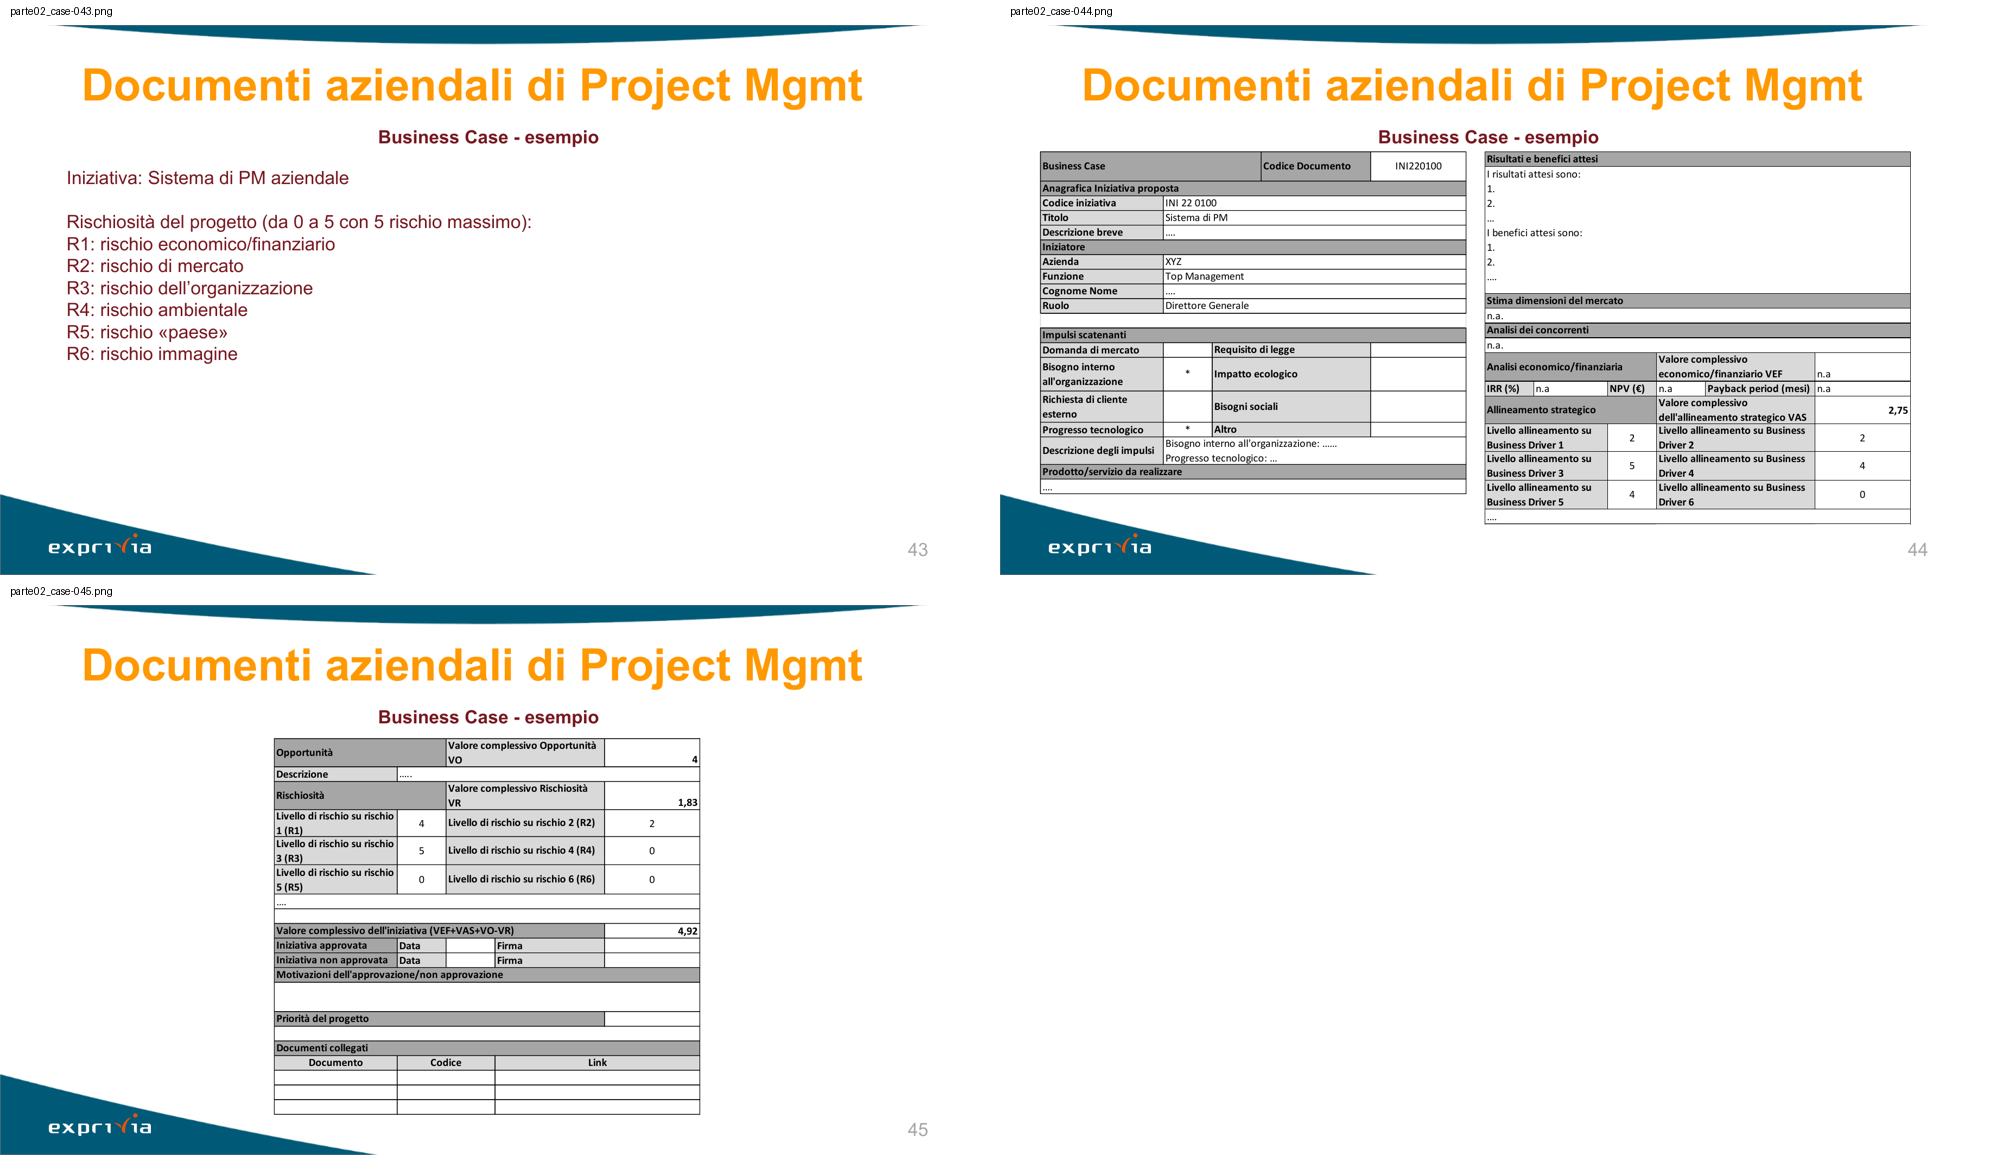 parte02_case-043.png
Documenti aziendali di Project Mgmt
Business Case - esempio
Iniziativa: Sistema di PM aziendale
Rischiosità del progetto (da 0 a 5 con 5 rischio massimo):
R1: rischio economico/finanziario
R2: rischio di mercato
R3: rischio dell’organizzazione
R4: rischio ambientale
R5: rischio «paese»
R6: rischio immagine
exprivia
43
parte02_case-044.png
Documenti aziendali di Project Mgmt
Business Case - esempio
Business Case Codice Documento INI220100
Anagrafica Iniziativa proposta
Codice iniziativa INI 22 0100
Titolo Sistema di PM
Descrizione breve ....
Iniziatore
Azienda XYZ
Funzione Top Management
Cognome Nome ....
Ruolo Direttore Generale
Impulsi scatenanti
Domanda di mercato Requisito di legge
Bisogno interno
all'organizzazione * Impatto ecologico
Richiesta di cliente
esterno Bisogni sociali
Progresso tecnologico * Altro
Descrizione degli impulsi Bisogno interno all'organizzazione: ......
Progresso tecnologico: ...
Prodotto/servizio da realizzare
....
Risultati e benefici attesi
I risultati attesi sono:
1.
2.
...
I benefici attesi sono:
1.
2.
....
Stima dimensioni del mercato
n.a.
Analisi dei concorrenti
n.a.
Analisi economico/finanziaria Valore complessivo
economico/finanziario VEF n.a
IRR (%) n.a NPV (€) n.a Payback period (mesi) n.a
Allineamento strategico Valore complessivo
dell'allineamento strategico VAS 2,75
Livello allineamento su
Business Driver 1 2 Livello allineamento su Business
Driver 2 2
Livello allineamento su
Business Driver 3 5 Livello allineamento su Business
Driver 4 4
Livello allineamento su
Business Driver 5 4 Livello allineamento su Business
Driver 6 0
....
exprivia
44
parte02_case-045.png
Documenti aziendali di Project Mgmt
Business Case - esempio
Opportunità Valore complessivo Opportunità
VO 4
Descrizione .....
Rischiosità Valore complessivo Rischiosità
VR 1,83
Livello di rischio su rischio
1 (R1) 4 Livello di rischio su rischio 2 (R2) 2
Livello di rischio su rischio
3 (R3) 5 Livello di rischio su rischio 4 (R4) 0
Livello di rischio su rischio
5 (R5) 0 Livello di rischio su rischio 6 (R6) 0
....
Valore complessivo dell'iniziativa (VEF+VAS+VO-VR) 4,92
Iniziativa approvata Data Firma
Iniziativa non approvata Data Firma
Motivazioni dell'approvazione/non approvazione
Priorità del progetto
Documenti collegati
Documento Codice Link
exprivia
45